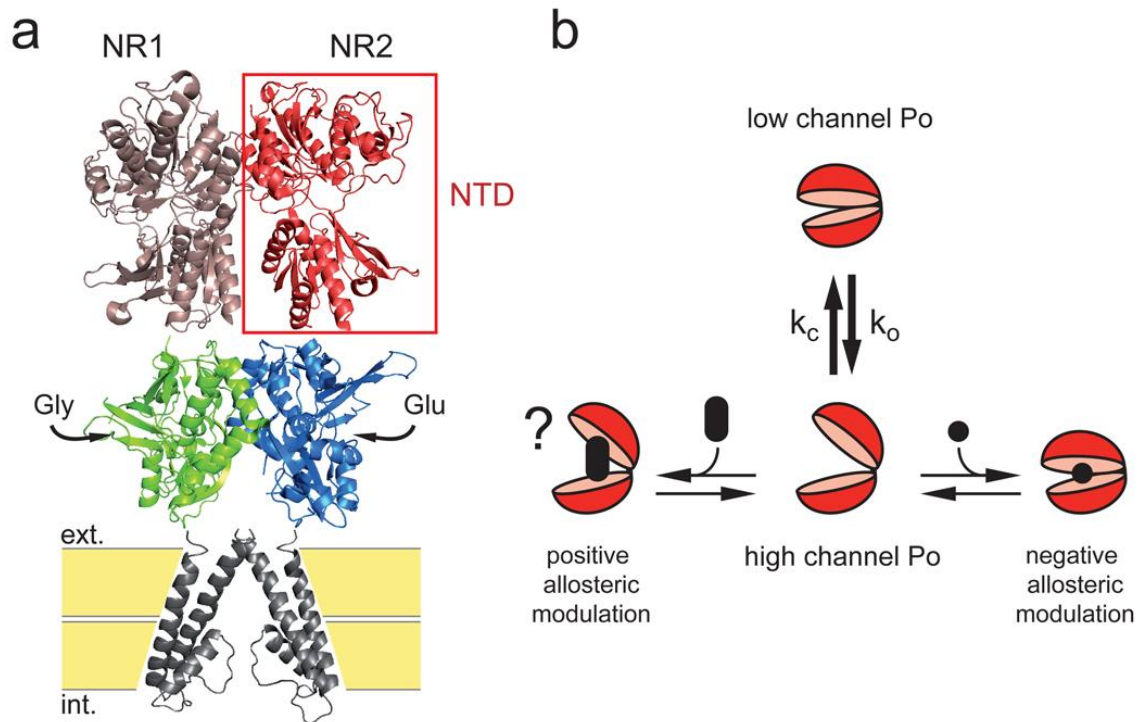 a
NR1
NR2
NTD
Gly
Glu
ext.
int.
b
low channel Po
kc
ko
?
positive
allosteric
modulation
high channel Po
negative
allosteric
modulation